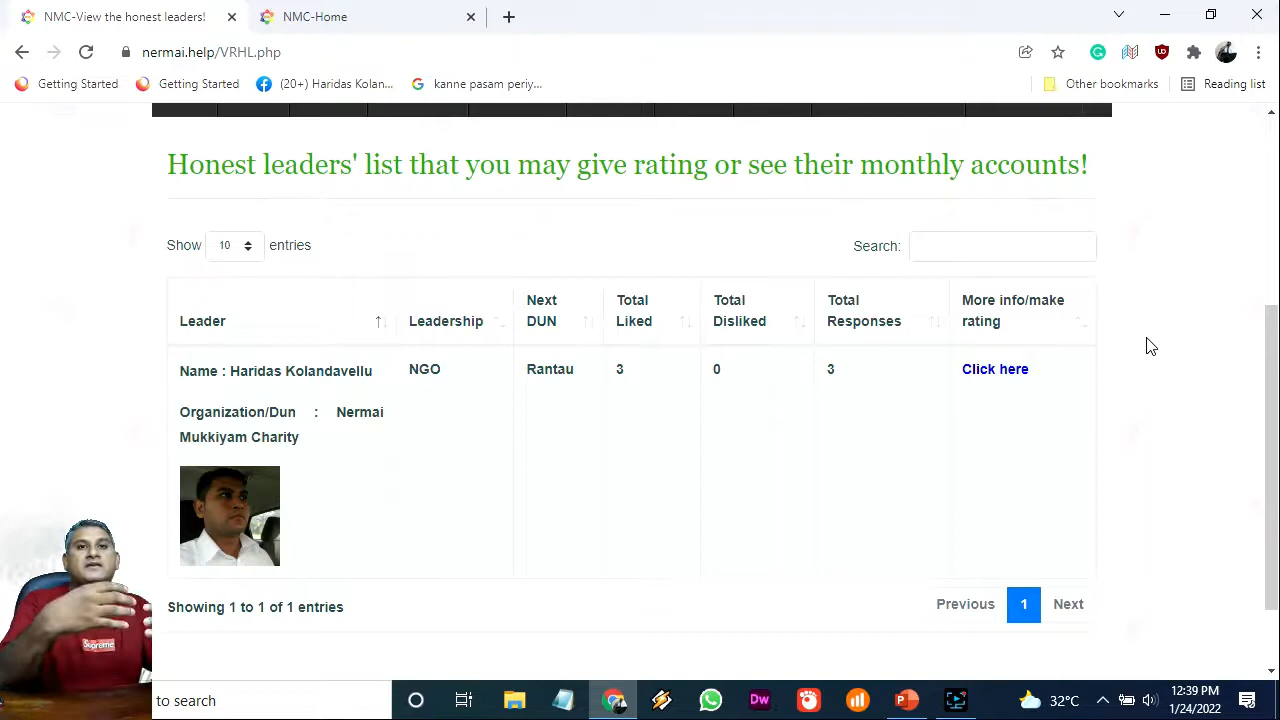 NMC-View the honest leaders!
NMC-Home
nermai.help/VRHL.php
Getting Started
Getting Started
(20+) Haridas Kolan...
kanne pasam periy...
Other bookmarks
Reading list
Honest leaders' list that you may give rating or see their monthly accounts!
Show 10 entries
Search:
Leader
Leadership
Next DUN
Total Liked
Total Disliked
Total Responses
More info/make rating
Name : Haridas Kolandavellu
NGO
Rantau
3
0
3
Click here
Organization/Dun : Nermai
Mukkiyam Charity
Supreme
Showing 1 to 1 of 1 entries
Previous
1
Next
to search
Dw
32°C
12:39 PM
1/24/2022